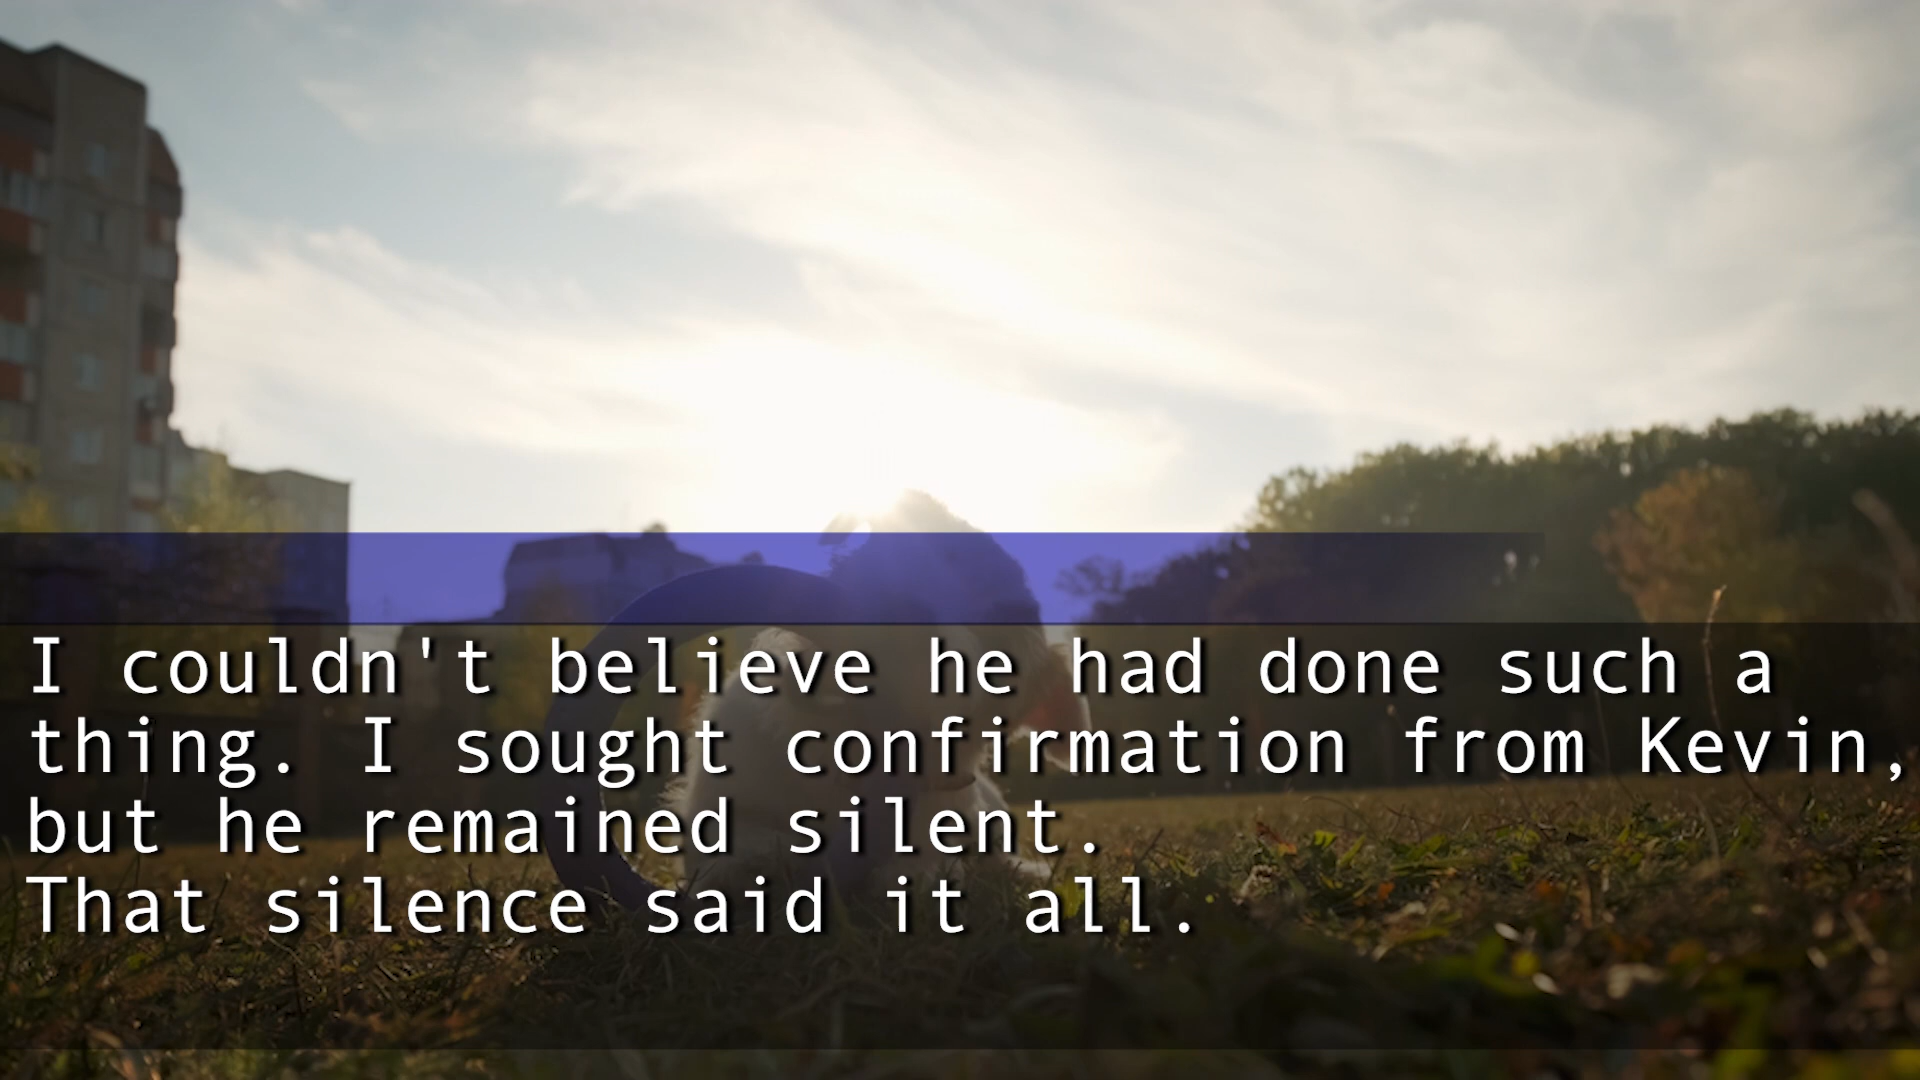 I couldn't believe he had done such a
thing. I sought confirmation from Kevin,
but he remained silent.
That silence said it all.